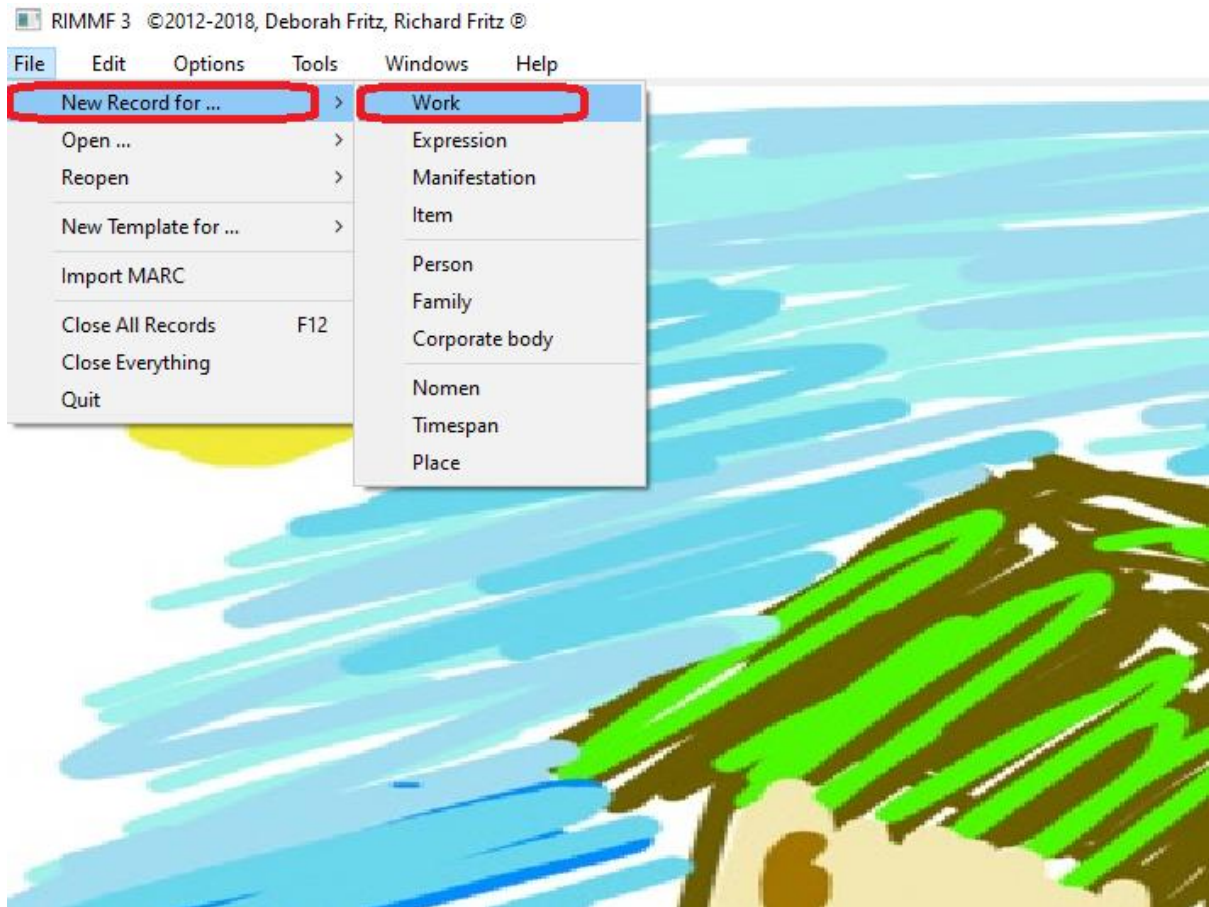 RIMMF 3 ©2012-2018, Deborah Fritz, Richard Fritz ®
File Edit Options Tools Windows Help
New Record for ... >
Open ... >
Reopen >
New Template for ... >
Import MARC
Close All Records F12
Close Everything
Quit
Work
Expression
Manifestation
Item
Person
Family
Corporate body
Nomen
Timespan
Place